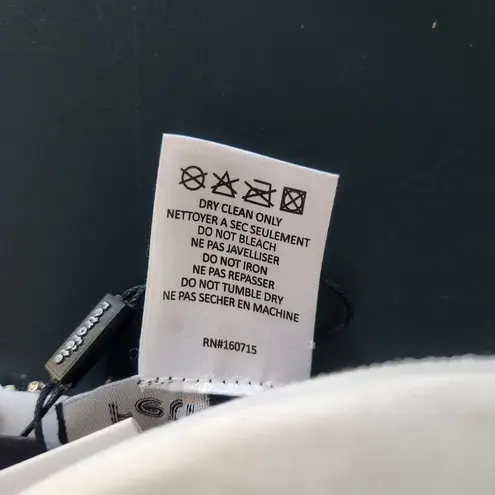 DRY CLEAN ONLY
NETTOYER A SEC SEULEMENT
DO NOT BLEACH
NE PAS JAVELLISER
DO NOT IRON
NE PAS REPASSER
DO NOT TUMBLE DRY
NE PAS SECHER EN MACHINE
RN#160715
retrofête